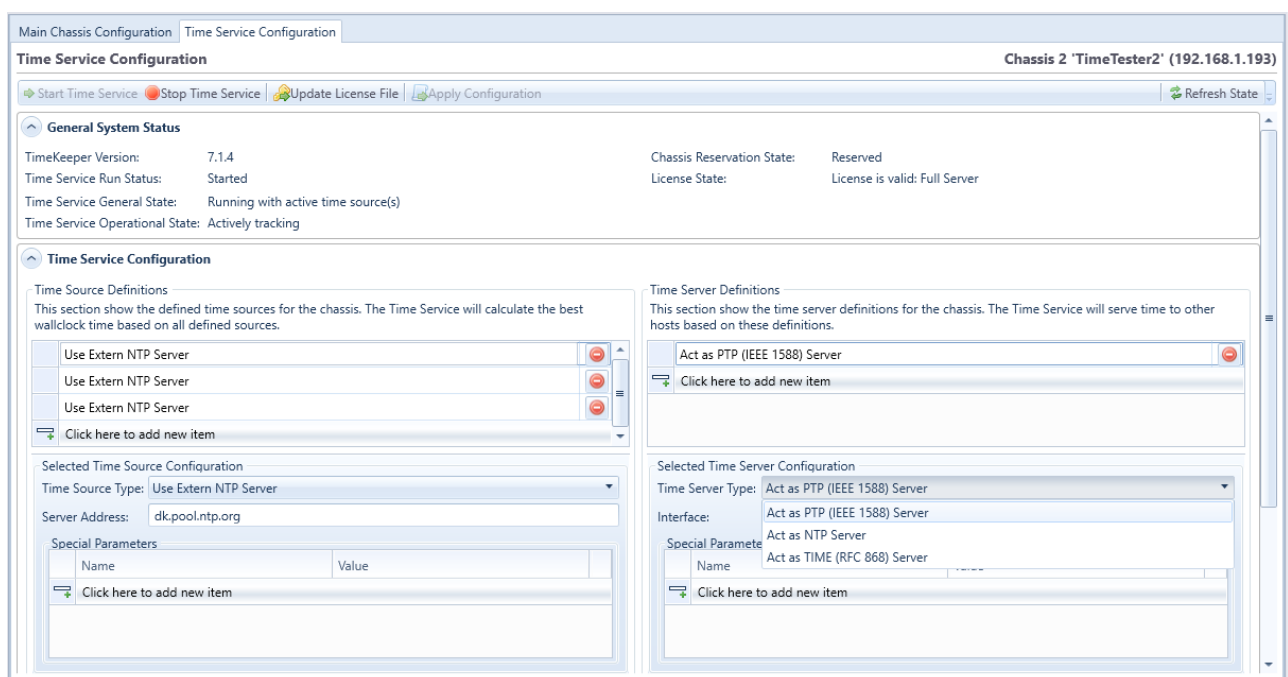 Main Chassis Configuration Time Service Configuration
Time Service Configuration Chassis 2 'TimeTester2' (192.168.1.193)
Start Time Service Stop Time Service Update License File Apply Configuration Refresh State
General System Status
TimeKeeper Version: 7.1.4 Chassis Reservation State: Reserved
Time Service Run Status: Started License State: License is valid: Full Server
Time Service General State: Running with active time source(s)
Time Service Operational State: Actively tracking
Time Service Configuration
Time Source Definitions
This section show the defined time sources for the chassis. The Time Service will calculate the best
wallclock time based on all defined sources.
Use Extern NTP Server
Use Extern NTP Server
Use Extern NTP Server
Click here to add new item
Selected Time Source Configuration
Time Source Type: Use Extern NTP Server
Server Address: dk.pool.ntp.org
Special Parameters
Name Value
Click here to add new item
Time Server Definitions
This section show the time server definitions for the chassis. The Time Service will serve time to other
hosts based on these definitions.
Act as PTP (IEEE 1588) Server
Click here to add new item
Selected Time Server Configuration
Time Server Type: Act as PTP (IEEE 1588) Server
Interface: Act as PTP (IEEE 1588) Server
Act as NTP Server
Special Paramete
Act as TIME (RFC 868) Server
Name
Click here to add new item